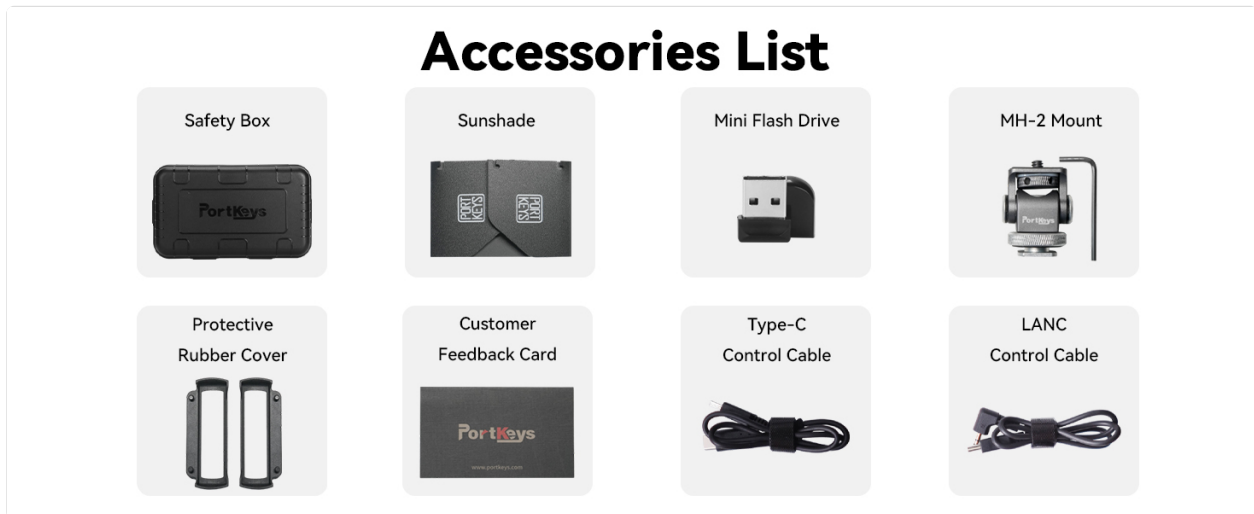 Accessories List
Safety Box
Sunshade
Mini Flash Drive
MH-2 Mount
PortKeys
PORT
KEYS
PORT
KEYS
PortKeys
Protective
Rubber Cover
Customer
Feedback Card
Type-C
Control Cable
LANC
Control Cable
PortKeys
www.portkeys.com